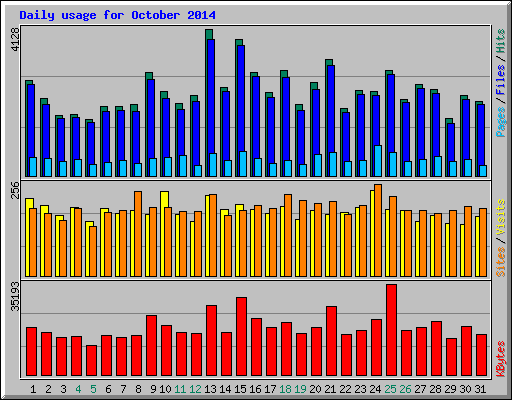 Daily usage for October 2014
4128
Pages / Files / Hits
256
Sites / Visits
35193
KBytes
1 2 3 4 5 6 7 8 9 10 11 12 13 14 15 16 17 18 19 20 21 22 23 24 25 26 27 28 29 30 31